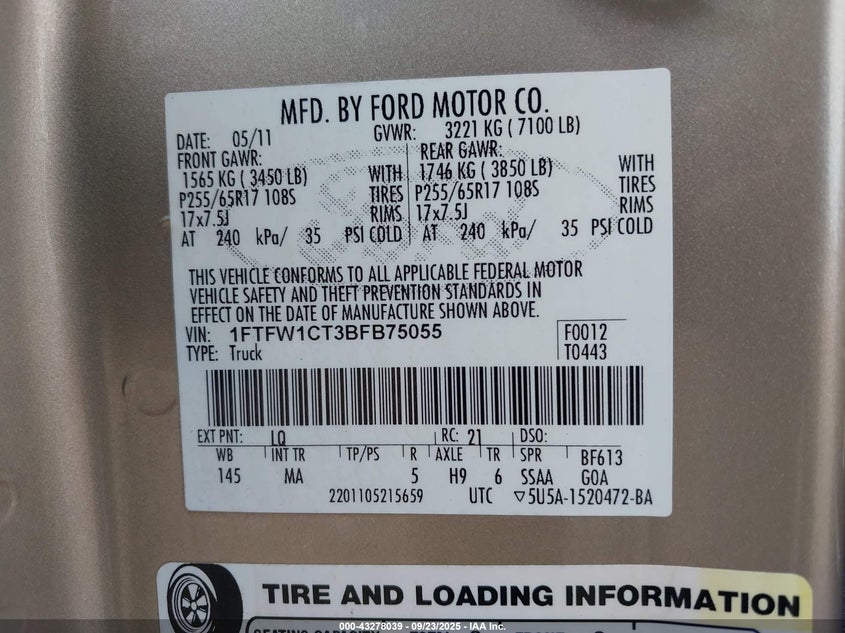 MFD. BY FORD MOTOR CO.
DATE: 05/11 GVWR: 3221 KG ( 7100 LB)
FRONT GAWR: REAR GAWR:
1565 KG ( 3450 LB) WITH 1746 KG ( 3850 LB) WITH
P255/65R17 108S TIRES P255/65R17 108S TIRES
17x7.5J RIMS 17x7.5J RIMS
AT 240 kPa/ 35 PSI COLD AT 240 kPa/ 35 PSI COLD
THIS VEHICLE CONFORMS TO ALL APPLICABLE FEDERAL MOTOR
VEHICLE SAFETY AND THEFT PREVENTION STANDARDS IN
EFFECT ON THE DATE OF MANUFACTURE SHOWN ABOVE.
VIN: 1FTFW1CT3BFB75055 F0012
TYPE: Truck T0443
EXT PNT: LQ RC: 21 DSO:
WB INT TR TP/PS R AXLE TR SPR BF613
145 MA 5 H9 6 SSAA GOA
2201105215659 UTC ▽5U5A-1520472-BA
TIRE AND LOADING INFORMATION
000-43278039 - 09/23/2025 - IAA Inc.